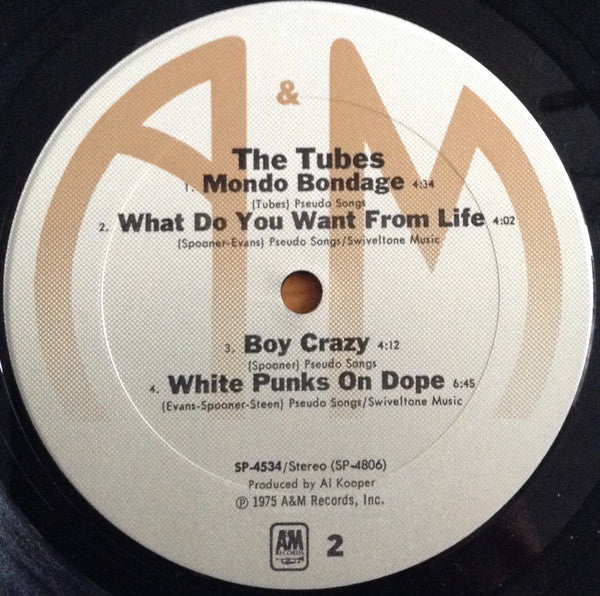 A & M
The Tubes
1. Mondo Bondage 4:34
(Tubes) Pseudo Songs
2. What Do You Want From Life 4:02
(Spooner-Evans) Pseudo Songs/Swiveltone Music
3. Boy Crazy 4:12
(Spooner) Pseudo Songs
4. White Punks On Dope 6:45
(Evans-Spooner-Steen) Pseudo Songs/Swiveltone Music
SP-4534/Stereo (SP-4806)
Produced by Al Kooper
℗ 1975 A&M Records, Inc.
A&M
RECORDS
2